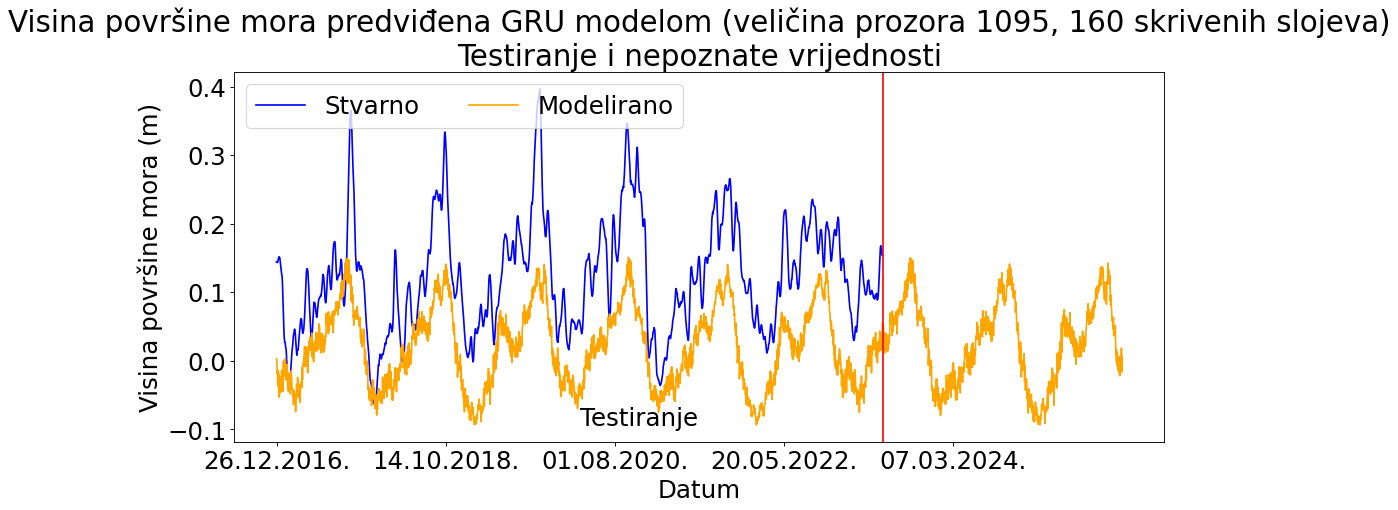 Visina površine mora predviđena GRU modelom (veličina prozora 1095, 160 skrivenih slojeva)
Testiranje i nepoznate vrijednosti
Stvarno
Modelirano
Visina površine mora (m)
0.4
0.3
0.2
0.1
0.0
−0.1
Testiranje
26.12.2016.
14.10.2018.
01.08.2020.
20.05.2022.
07.03.2024.
Datum